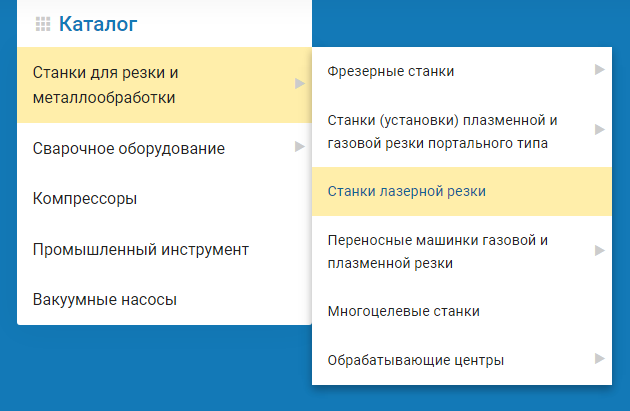 Каталог
Станки для резки и
металлообработки
Сварочное оборудование
Компрессоры
Промышленный инструмент
Вакуумные насосы
Фрезерные станки
Станки (установки) плазменной и
газовой резки портального типа
Станки лазерной резки
Переносные машинки газовой и
плазменной резки
Многоцелевые станки
Обрабатывающие центры